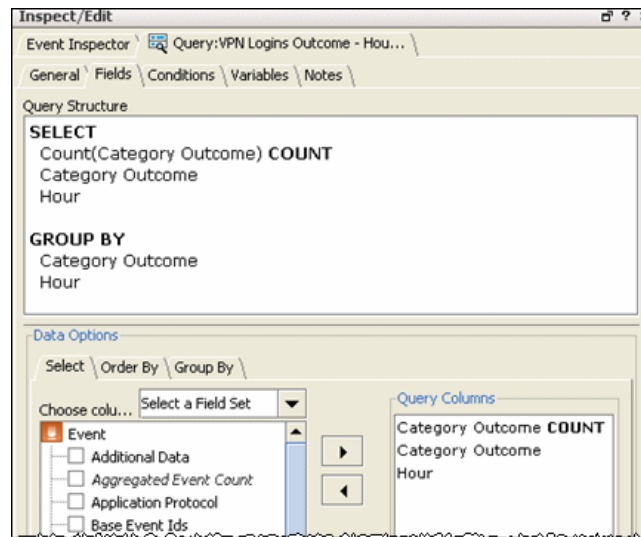 Inspect/Edit
Event Inspector Query:VPN Logins Outcome - Hou...
General Fields Conditions Variables Notes
Query Structure
SELECT
Count(Category Outcome) COUNT
Category Outcome
Hour
GROUP BY
Category Outcome
Hour
Data Options
Select Order By Group By
Choose colu... Select a Field Set
Event
Additional Data
Aggregated Event Count
Application Protocol
Base Event Ids
Query Columns
Category Outcome COUNT
Category Outcome
Hour